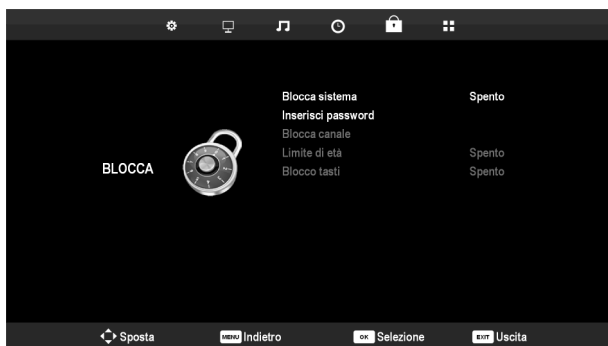 Blocca sistema Spento
Inserisci password
Blocca canale
Limite di età Spento
Blocco tasti Spento
BLOCCA
Sposta MENU Indietro OK Selezione EXIT Uscita